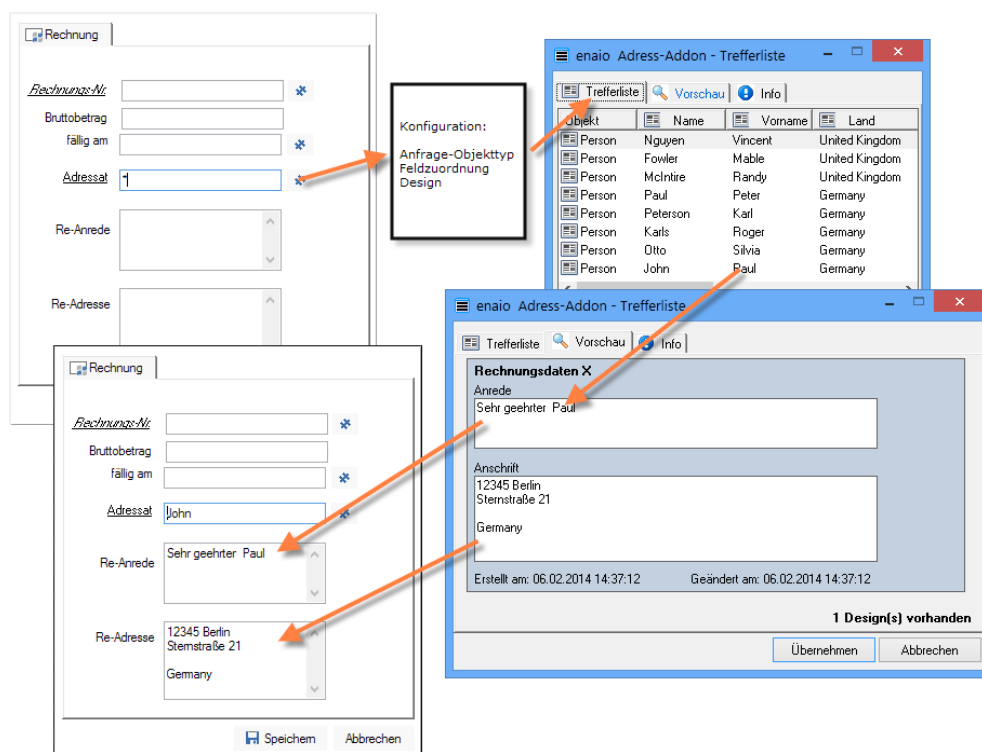 Rechnung
Rechnungs-Nr.
Bruttobetrag
fällig am
Adressat *
Re-Anrede
Re-Adresse
Konfiguration:
Anfrage-Objekttyp
Feldzuordnung
Design
enaio Adress-Addon - Trefferliste
Trefferliste Vorschau Info
Objekt Name Vorname Land
Person Nguyen Vincent United Kingdom
Person Fowler Mable United Kingdom
Person McIntire Randy United Kingdom
Person Paul Peter Germany
Person Peterson Karl Germany
Person Karls Roger Germany
Person Otto Silvia Germany
Person John Paul Germany
enaio Adress-Addon - Trefferliste
Trefferliste Vorschau Info
Rechnungsdaten X
Anrede
Sehr geehrter Paul
Anschrift
12345 Berlin
Sternstraße 21
Germany
Erstellt am: 06.02.2014 14:37:12 Geändert am: 06.02.2014 14:37:12
1 Design(s) vorhanden
Übernehmen Abbrechen
Rechnung
Rechnungs-Nr.
Bruttobetrag
fällig am
Adressat John
Re-Anrede Sehr geehrter Paul
Re-Adresse 12345 Berlin
Sternstraße 21
Germany
Speichern Abbrechen